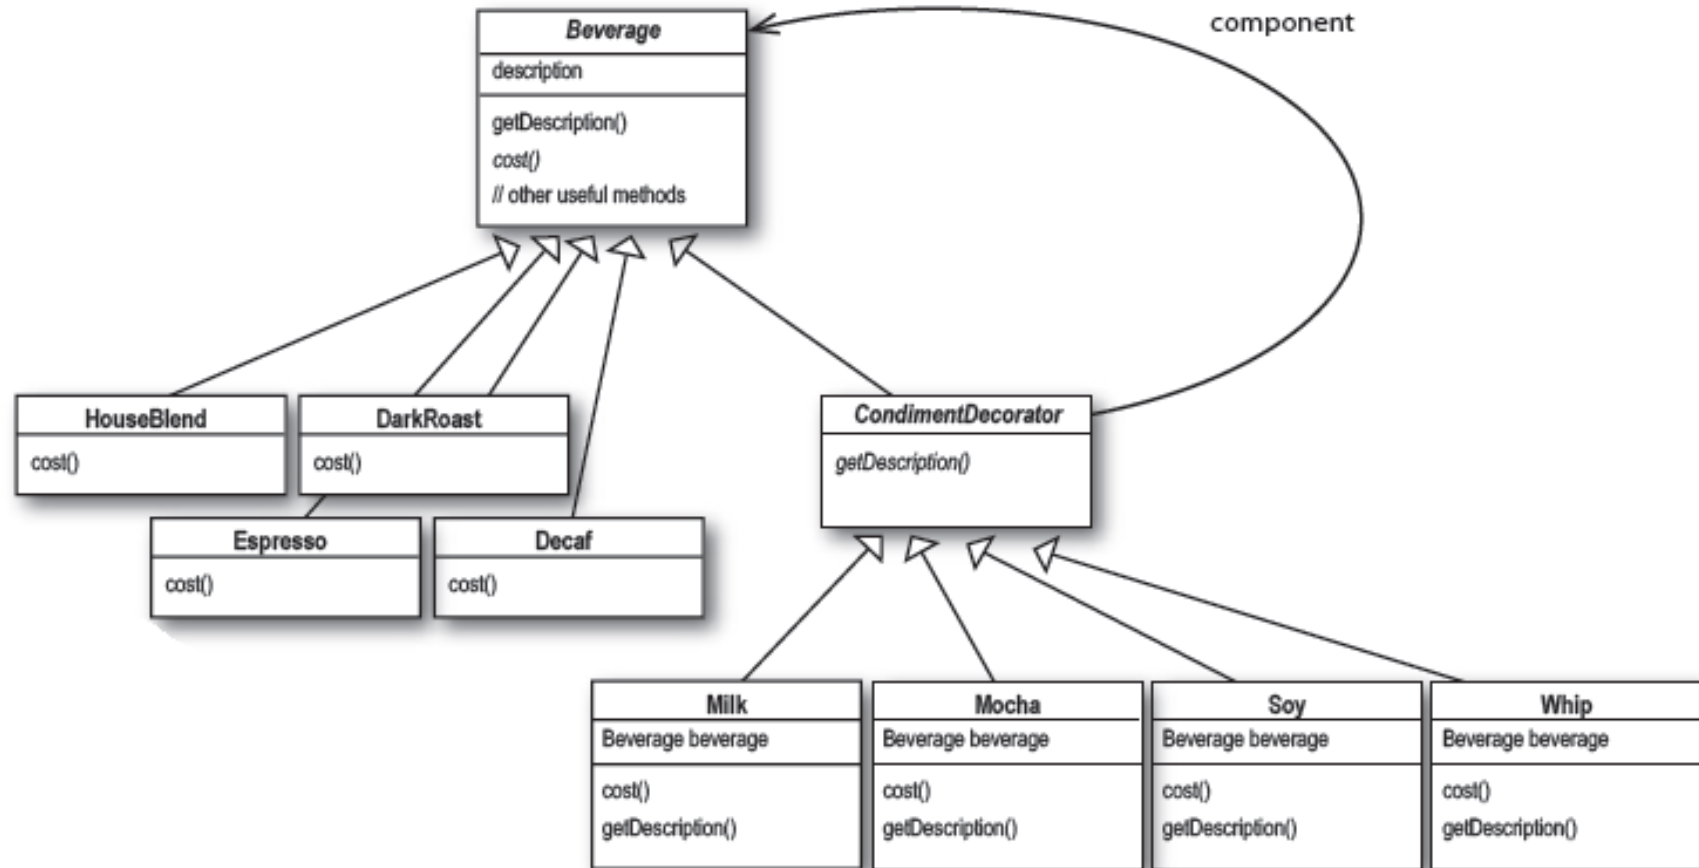 Beverage
description
getDescription()
cost()
// other useful methods
component
HouseBlend
cost()
DarkRoast
cost()
CondimentDecorator
getDescription()
Espresso
cost()
Decaf
cost()
Milk
Beverage beverage
cost()
getDescription()
Mocha
Beverage beverage
cost()
getDescription()
Soy
Beverage beverage
cost()
getDescription()
Whip
Beverage beverage
cost()
getDescription()